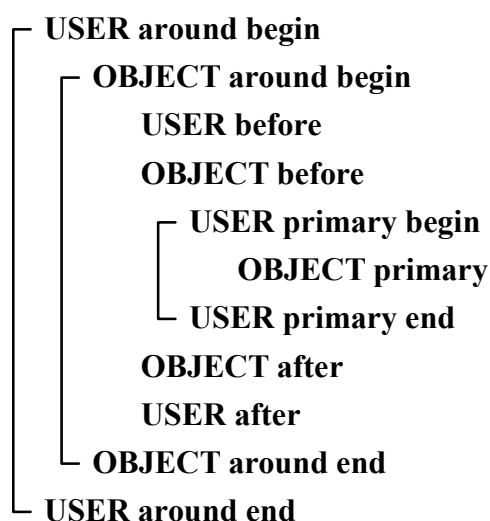 USER around begin
OBJECT around begin
USER before
OBJECT before
USER primary begin
OBJECT primary
USER primary end
OBJECT after
USER after
OBJECT around end
USER around end